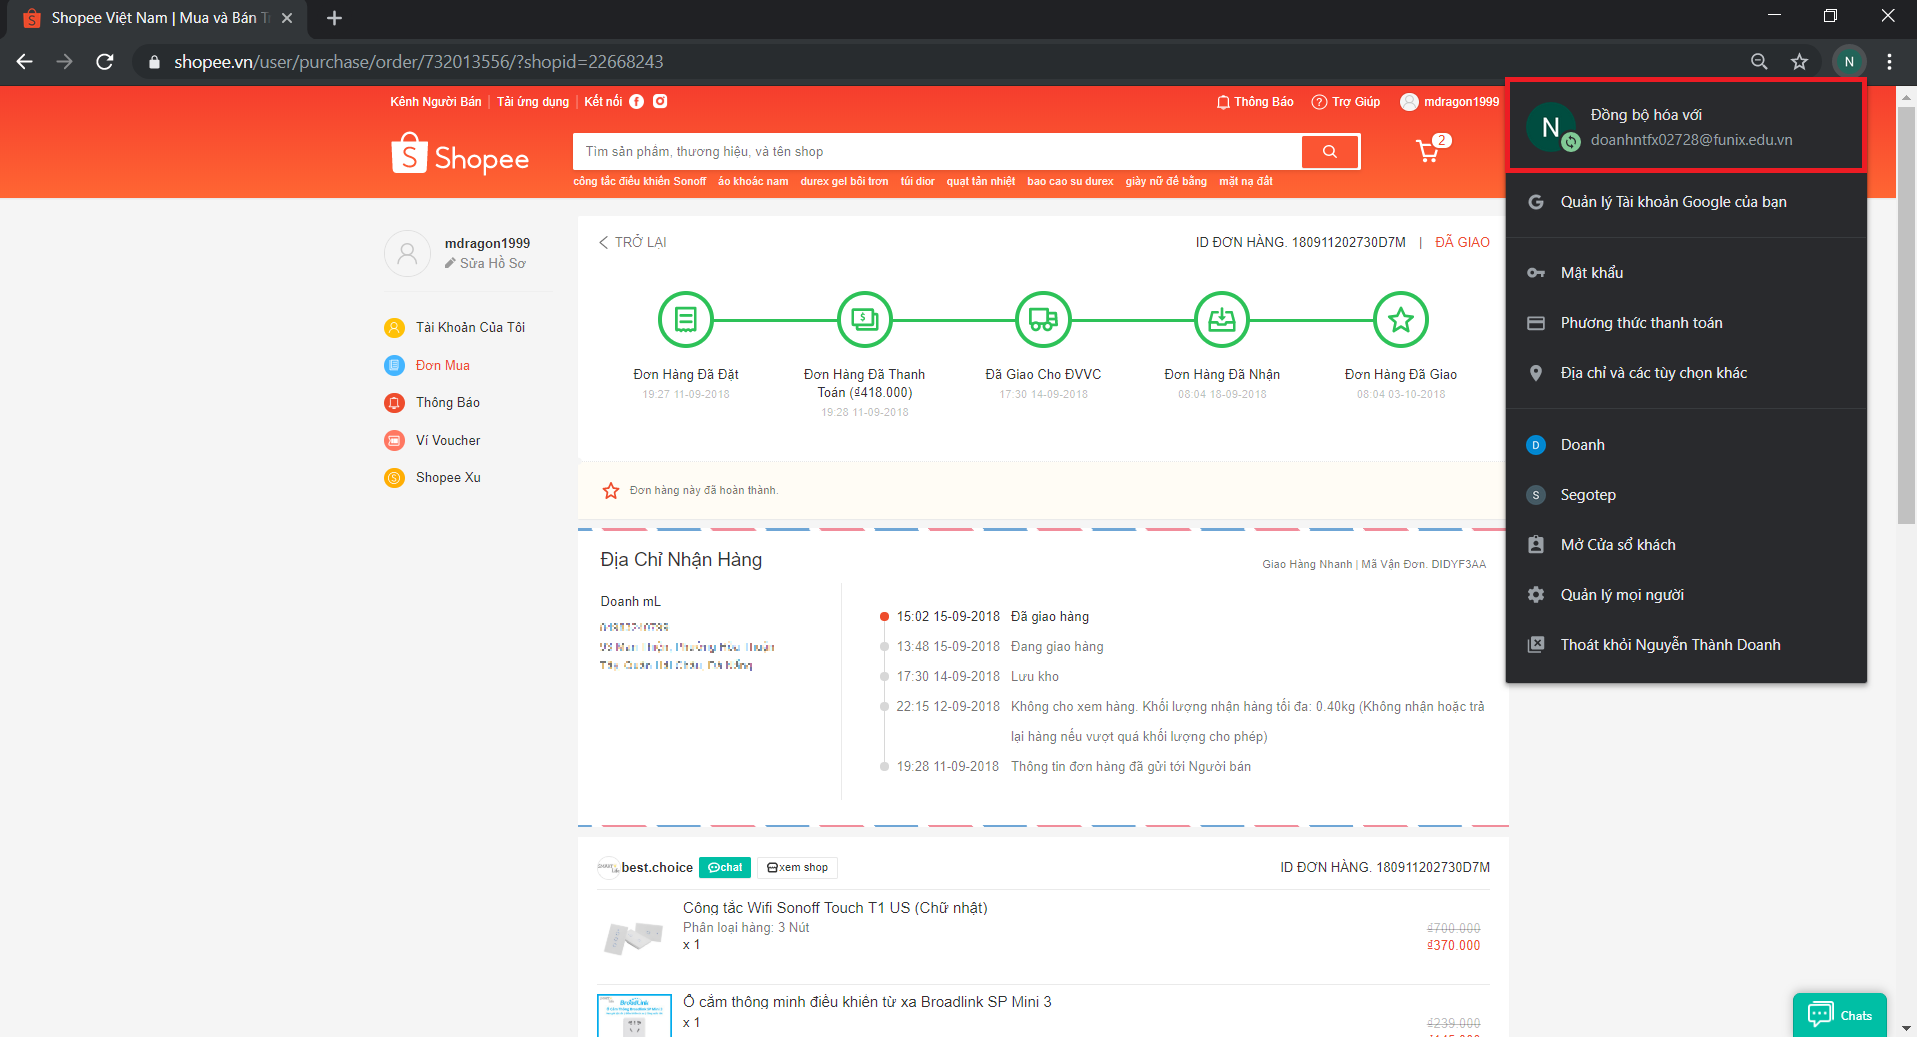 Shopee Việt Nam | Mua và Bán T
shopee.vn/user/purchase/order/732013556/?shopid=22668243
N
Kênh Người Bán | Tải ứng dụng | Kết nối
Thông Báo
Trợ Giúp
mdragon1999
Shopee
Tìm sản phẩm, thương hiệu, và tên shop
2
công tắc điều khiển Sonoff áo khoác nam durex gel bôi trơn túi dior quạt tản nhiệt bao cao su durex giày nữ đế bằng mặt nạ đất
N
Đồng bộ hóa với
doanhntfx02728@funix.edu.vn
Quản lý Tài khoản Google của bạn
Mật khẩu
Phương thức thanh toán
Địa chỉ và các tùy chọn khác
D Doanh
S Segotep
Mở Cửa sổ khách
Quản lý mọi người
Thoát khỏi Nguyễn Thành Doanh
mdragon1999
Sửa Hồ Sơ
Tài Khoản Của Tôi
Đơn Mua
Thông Báo
Ví Voucher
Shopee Xu
TRỞ LẠI
ID ĐƠN HÀNG. 180911202730D7M | ĐÃ GIAO
Đơn Hàng Đã Đặt
19:27 11-09-2018
Đơn Hàng Đã Thanh
Toán (₫418.000)
19:28 11-09-2018
Đã Giao Cho ĐVVC
17:30 14-09-2018
Đơn Hàng Đã Nhận
08:04 18-09-2018
Đơn Hàng Đã Giao
08:04 03-10-2018
Đơn hàng này đã hoàn thành.
Địa Chỉ Nhận Hàng
Giao Hàng Nhanh | Mã Vận Đơn. DIDYF3AA
Doanh mL
15:02 15-09-2018 Đã giao hàng
13:48 15-09-2018 Đang giao hàng
17:30 14-09-2018 Lưu kho
22:15 12-09-2018 Không cho xem hàng. Khối lượng nhận hàng tối đa: 0.40kg (Không nhận hoặc trả
lại hàng nếu vượt quá khối lượng cho phép)
19:28 11-09-2018 Thông tin đơn hàng đã gửi tới Người bán
best.choice
chat
xem shop
ID ĐƠN HÀNG. 180911202730D7M
Công tắc Wifi Sonoff Touch T1 US (Chữ nhật)
Phân loại hàng: 3 Nút
x 1
₫700.000
₫370.000
BroadLink
Ổ cắm thông minh điều khiển từ xa Broadlink SP Mini 3
x 1
₫239.000
Chats